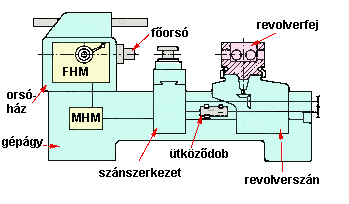 revolverfej
főorsó
FHM
orsó-
ház
MHM
gépágy
ütköződob
szánszerkezet
revolverszán